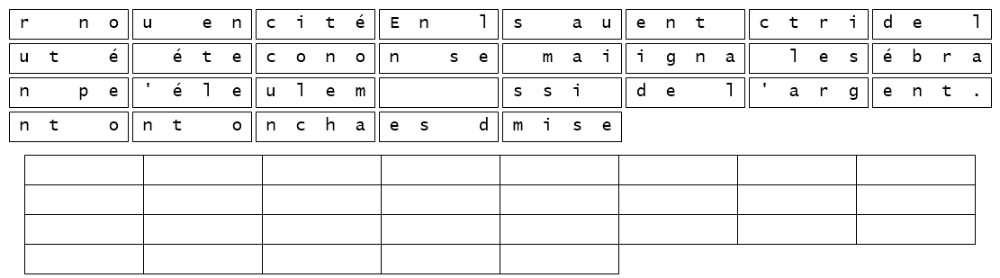 r no u en cité En l s au ent ctri de l
ut é éte cono n se mai igna les ébra
n pe 'éle ulem ssi de l 'arg ent.
nt o nt o ncha es d mise